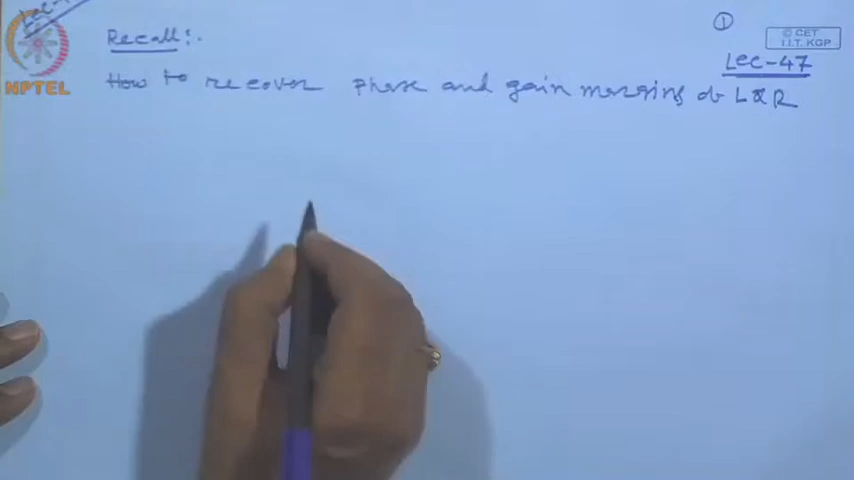 ①
© CET
I.I.T. KGP
NPTEL
Recall:.
Lec-47
How to recover phase and gain margins of LQR